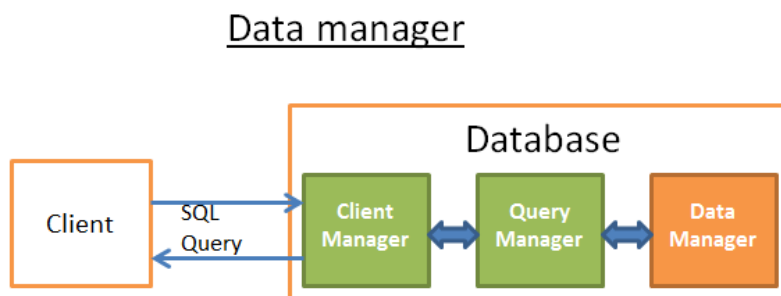 Data manager
Database
Client
SQL
Query
Client
Manager
Query
Manager
Data
Manager